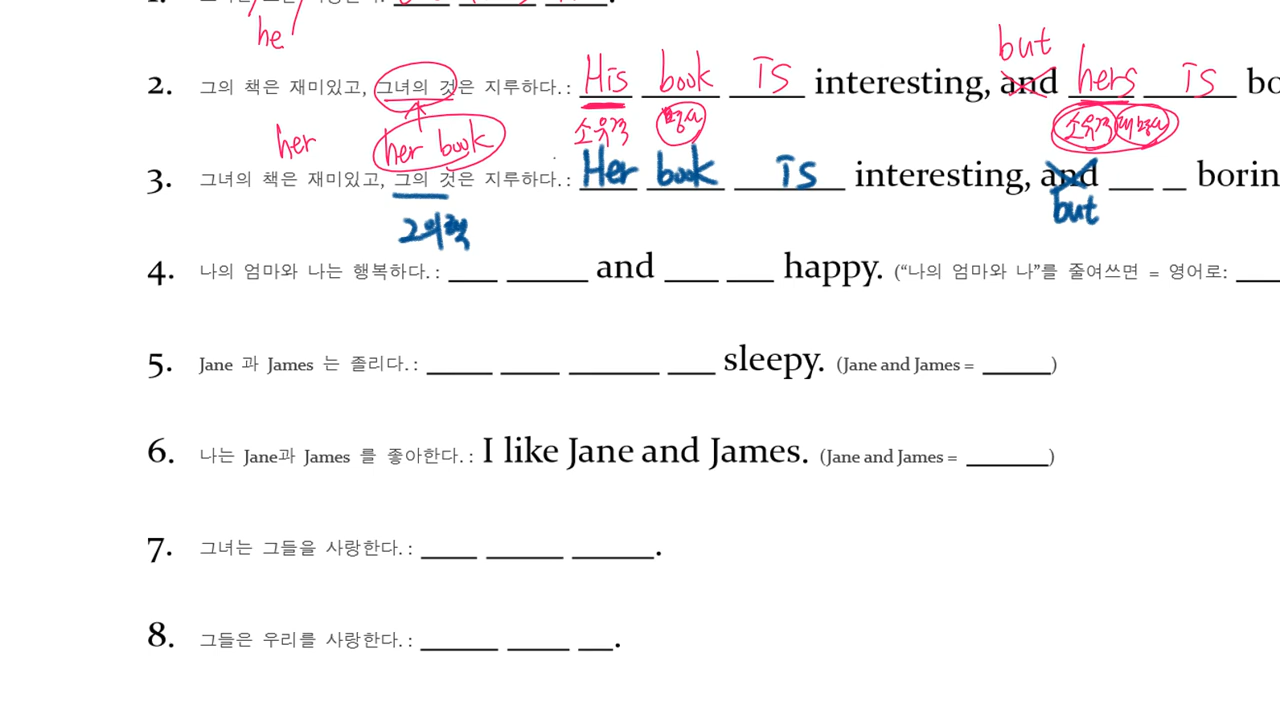 he
but
2. 그의 책은 재미있고, 그녀의 것은 지루하다. : His book is interesting, and hers is bo
소유격 명사 소유격 대명사
her her book
3. 그녀의 책은 재미있고, 그의 것은 지루하다. : Her book is interesting, and ___ __ borin
그의 책 but
4. 나의 엄마와 나는 행복하다. : ____ ______ and ____ ____ happy. (“나의 엄마와 나”를 줄여쓰면 = 영어로: ____
5. Jane 과 James 는 졸리다. : _____ _____ _______ ____ sleepy. (Jane and James = _____)
6. 나는 Jane과 James 를 좋아한다. : I like Jane and James. (Jane and James = ______)
7. 그녀는 그들을 사랑한다. : ____ ______ ______.
8. 그들은 우리를 사랑한다. : ______ _____ ___.